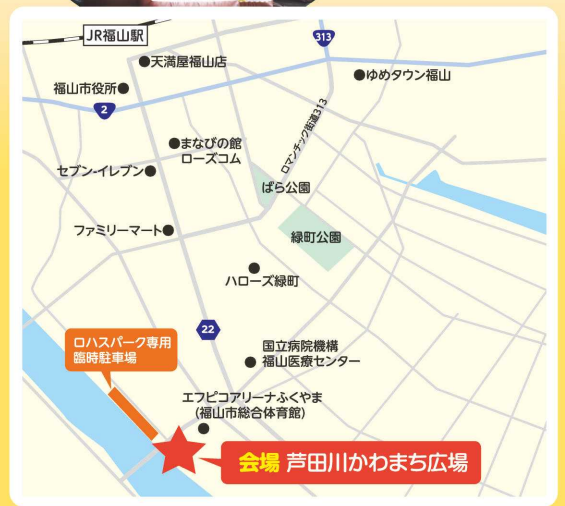 JR福山駅
313
天満屋福山店
ゆめタウン福山
福山市役所
2
ロマンチック街道313
まなびの館
ローズコム
セブン-イレブン
ばら公園
ファミリーマート
緑町公園
ハローズ緑町
22
ロハスパーク専用
臨時駐車場
国立病院機構
福山医療センター
エフピコアリーナふくやま
(福山市総合体育館)
会場 芦田川かわまち広場